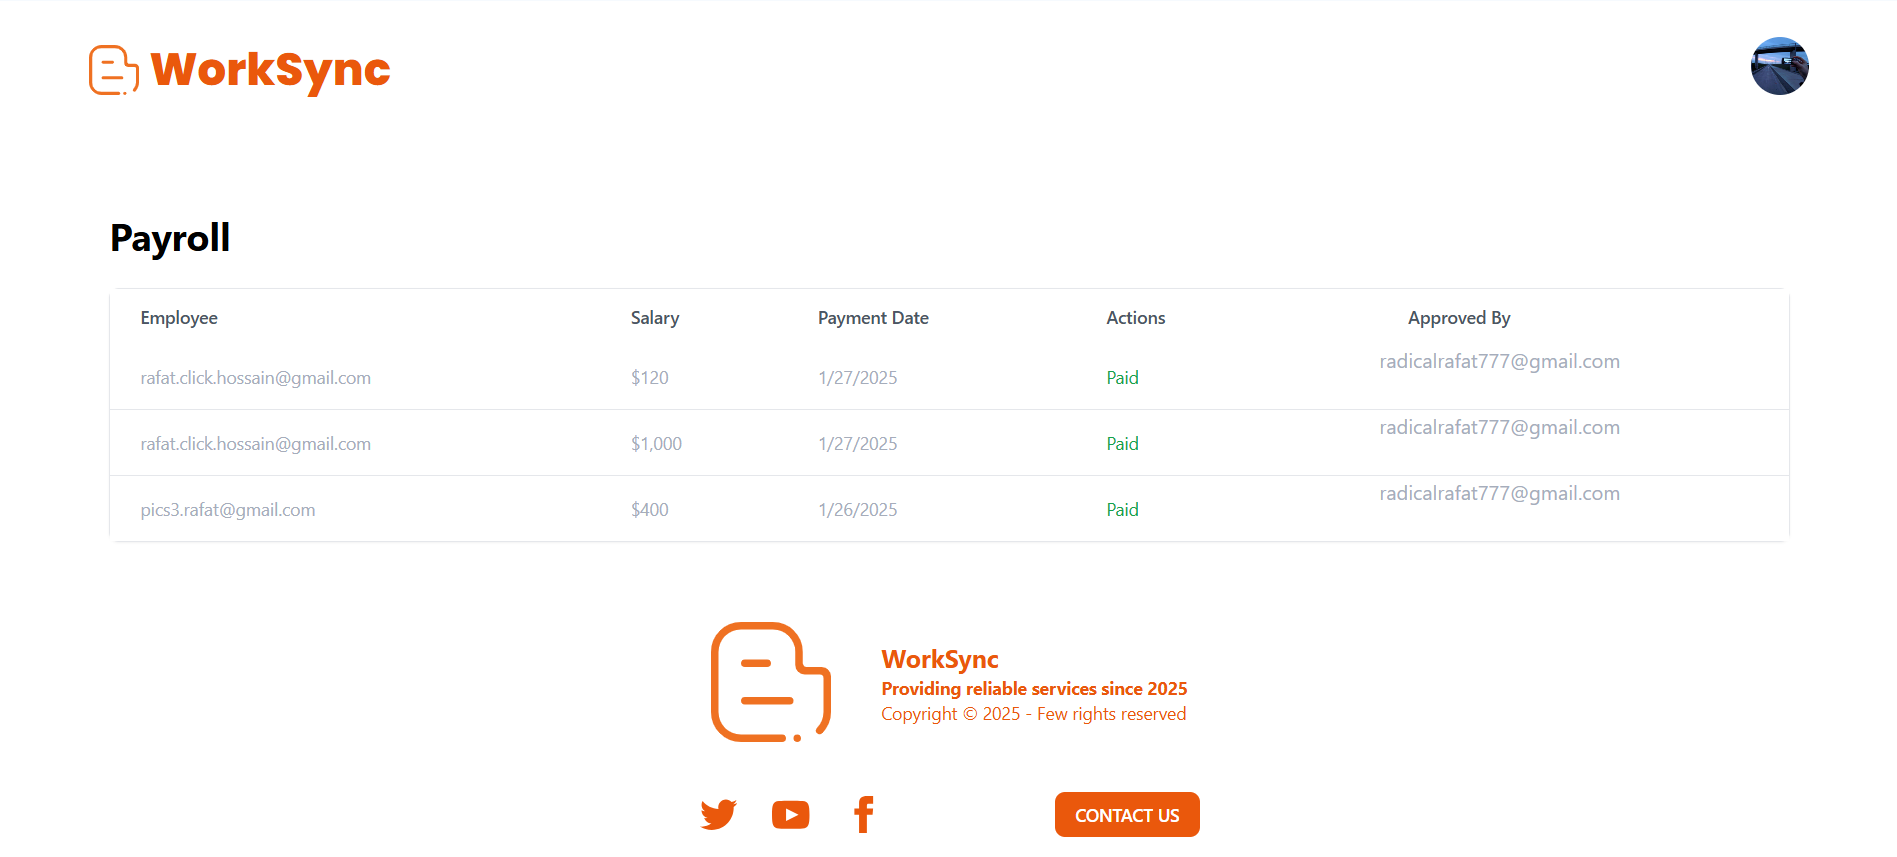 WorkSync
Payroll
Employee Salary Payment Date Actions Approved By
rafat.click.hossain@gmail.com $120 1/27/2025 Paid radicalrafat777@gmail.com
rafat.click.hossain@gmail.com $1,000 1/27/2025 Paid radicalrafat777@gmail.com
pics3.rafat@gmail.com $400 1/26/2025 Paid radicalrafat777@gmail.com
WorkSync
Providing reliable services since 2025
Copyright © 2025 - Few rights reserved
CONTACT US